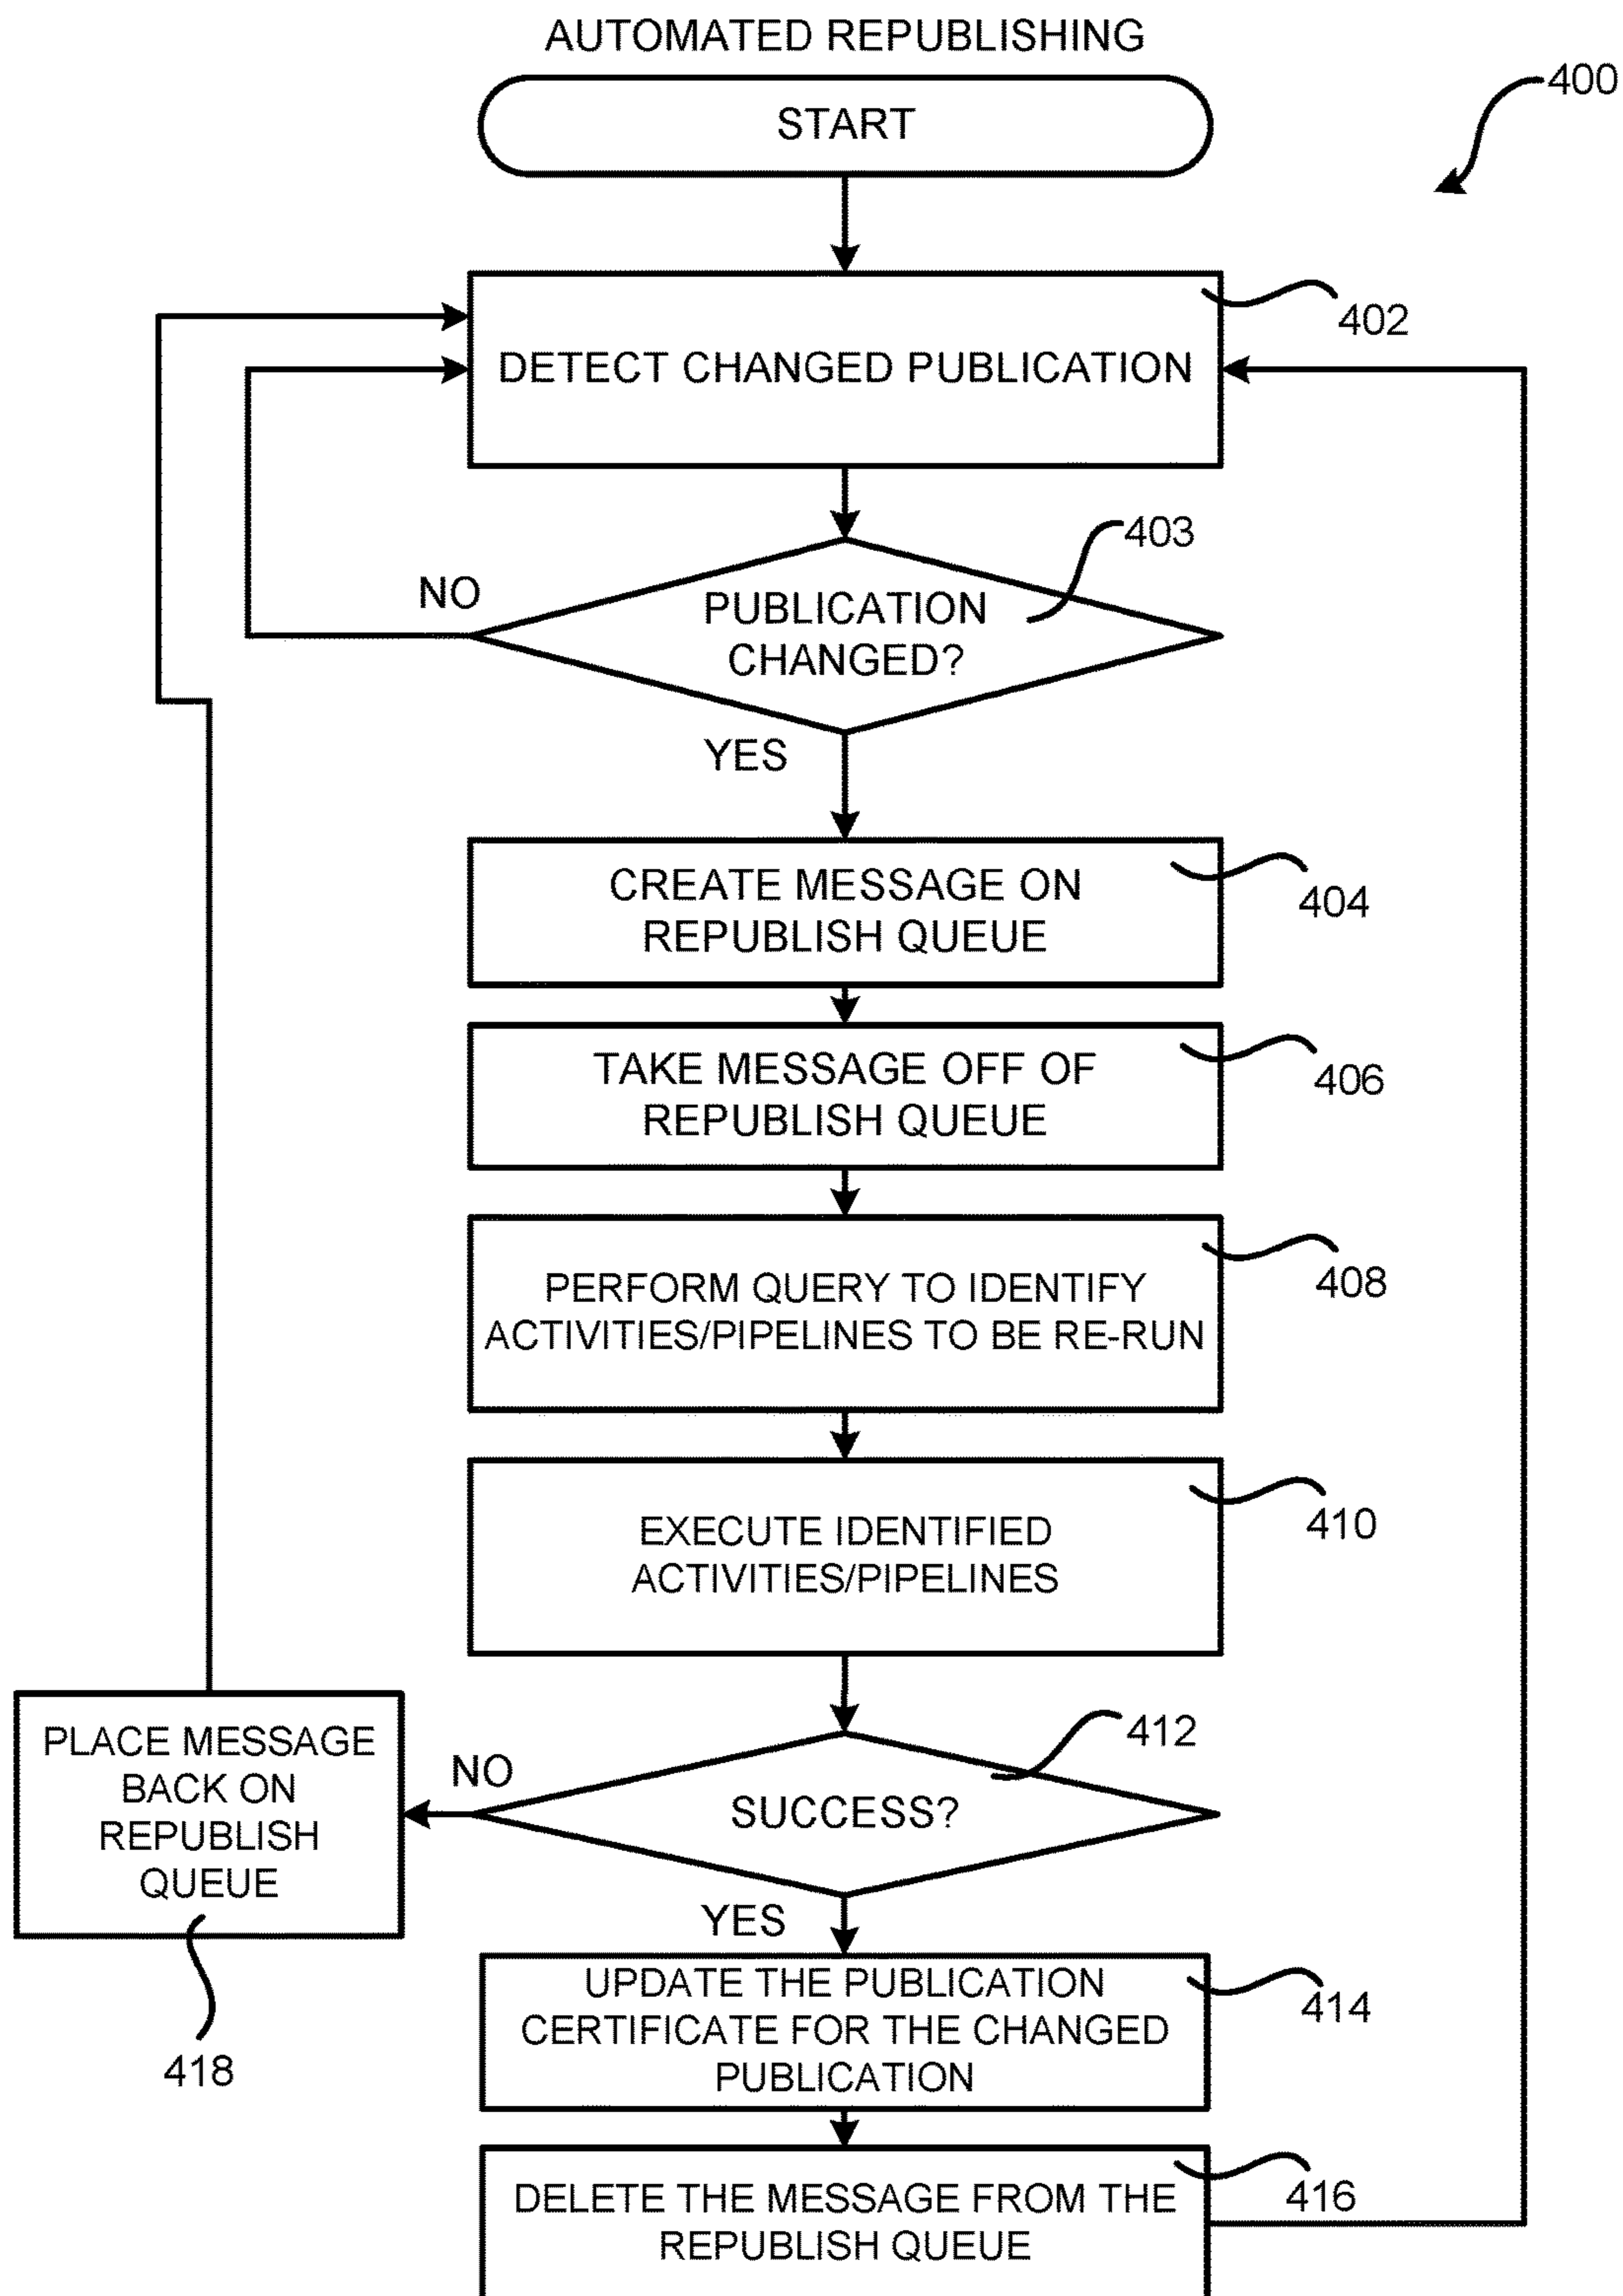 AUTOMATED REPUBLISHING
START
400
402
DETECT CHANGED PUBLICATION
403
NO
PUBLICATION
CHANGED?
YES
CREATE MESSAGE ON
REPUBLISH QUEUE
404
TAKE MESSAGE OFF OF
REPUBLISH QUEUE
406
PERFORM QUERY TO IDENTIFY
ACTIVITIES/PIPELINES TO BE RE-RUN
408
EXECUTE IDENTIFIED
ACTIVITIES/PIPELINES
410
412
NO
SUCCESS?
PLACE MESSAGE
BACK ON
REPUBLISH
QUEUE
418
YES
UPDATE THE PUBLICATION
CERTIFICATE FOR THE CHANGED
PUBLICATION
414
DELETE THE MESSAGE FROM THE
REPUBLISH QUEUE
416